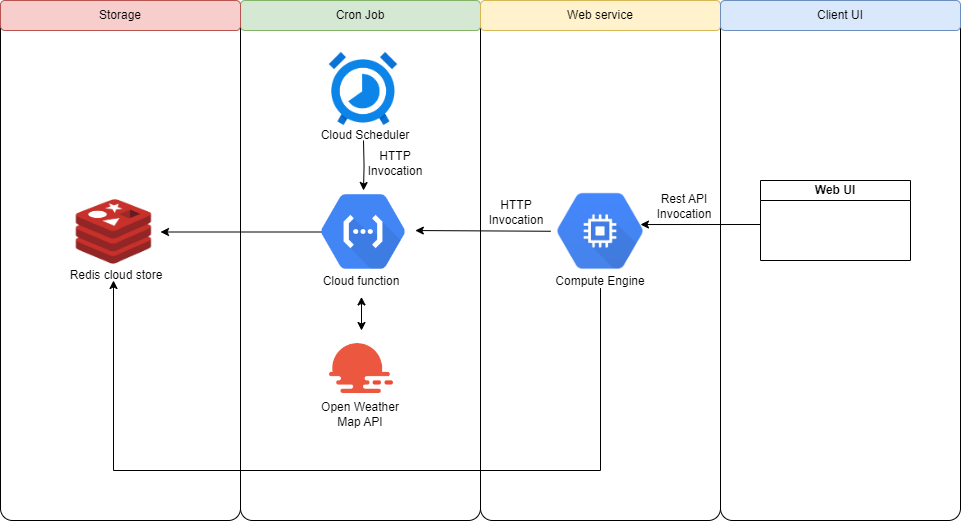 Storage
Cron Job
Web service
Client UI
Cloud Scheduler
HTTP
Invocation
Redis cloud store
Cloud function
HTTP
Invocation
Compute Engine
Rest API
Invocation
Web UI
Open Weather
Map API